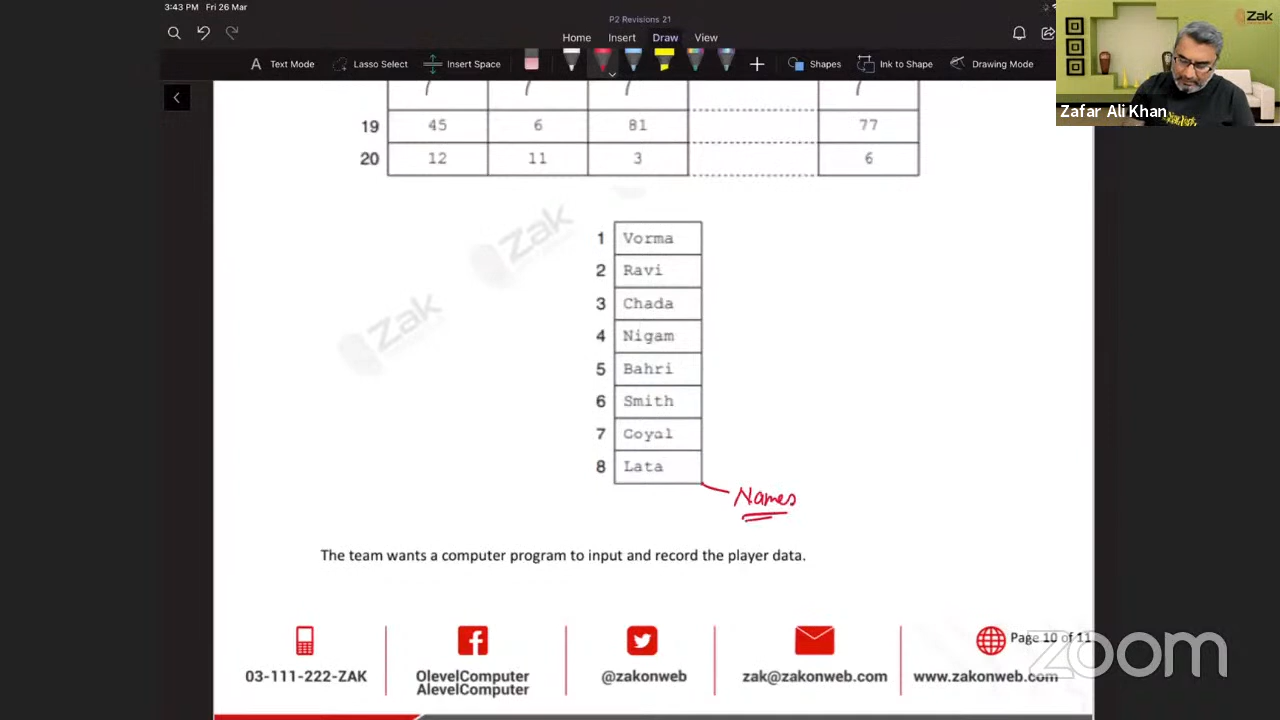 3:43 PM Fri 26 Mar
P2 Revisions 21
Home Insert Draw View
Text Mode Lasso Select Insert Space Shapes Ink to Shape Drawing Mode
Zak
Zafar Ali Khan
19 45 6 81 77
20 12 11 3 6
Zak
Zak
1 Vorma
2 Ravi
3 Chada
4 Nigam
5 Bahri
6 Smith
7 Goyal
8 Lata
Names
The team wants a computer program to input and record the player data.
Page 10 of 11
03-111-222-ZAK
OlevelComputer
AlevelComputer
@zakonweb
zak@zakonweb.com
www.zakonweb.com
zoom